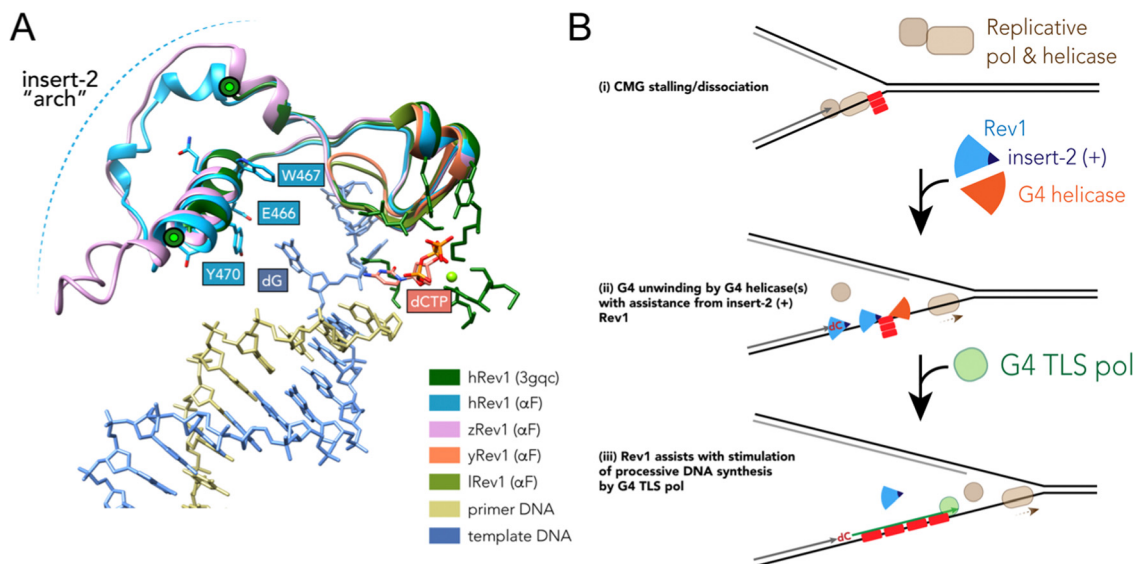 A
insert-2
"arch"
W467
E466
Y470
dG
dCTP
hRev1 (3gqc)
hRev1 (αF)
zRev1 (αF)
yRev1 (αF)
lRev1 (αF)
primer DNA
template DNA
B
Replicative
pol & helicase
(i) CMG stalling/dissociation
Rev1
insert-2 (+)
G4 helicase
(ii) G4 unwinding by G4 helicase(s)
with assistance from insert-2 (+)
Rev1
dC
G4 TLS pol
(iii) Rev1 assists with stimulation
of processive DNA synthesis
by G4 TLS pol
dC